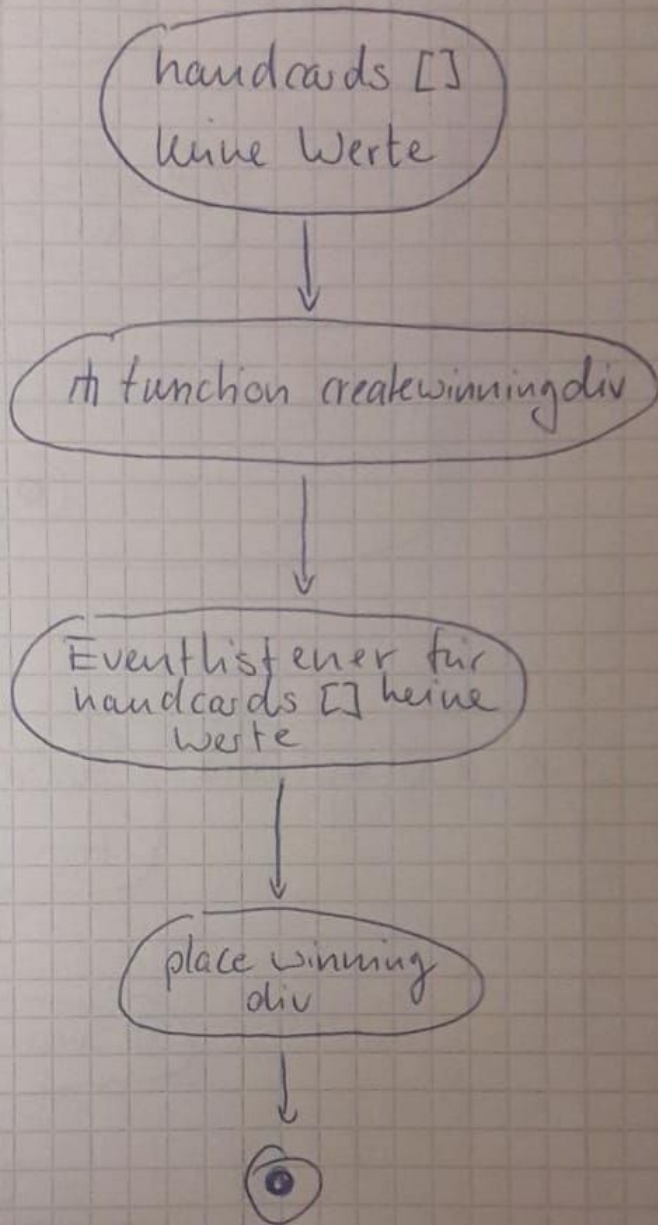 handcards []
keine Werte
function createwinningdiv
Eventlistener für
handcards [] keine
Werte
place winning
div